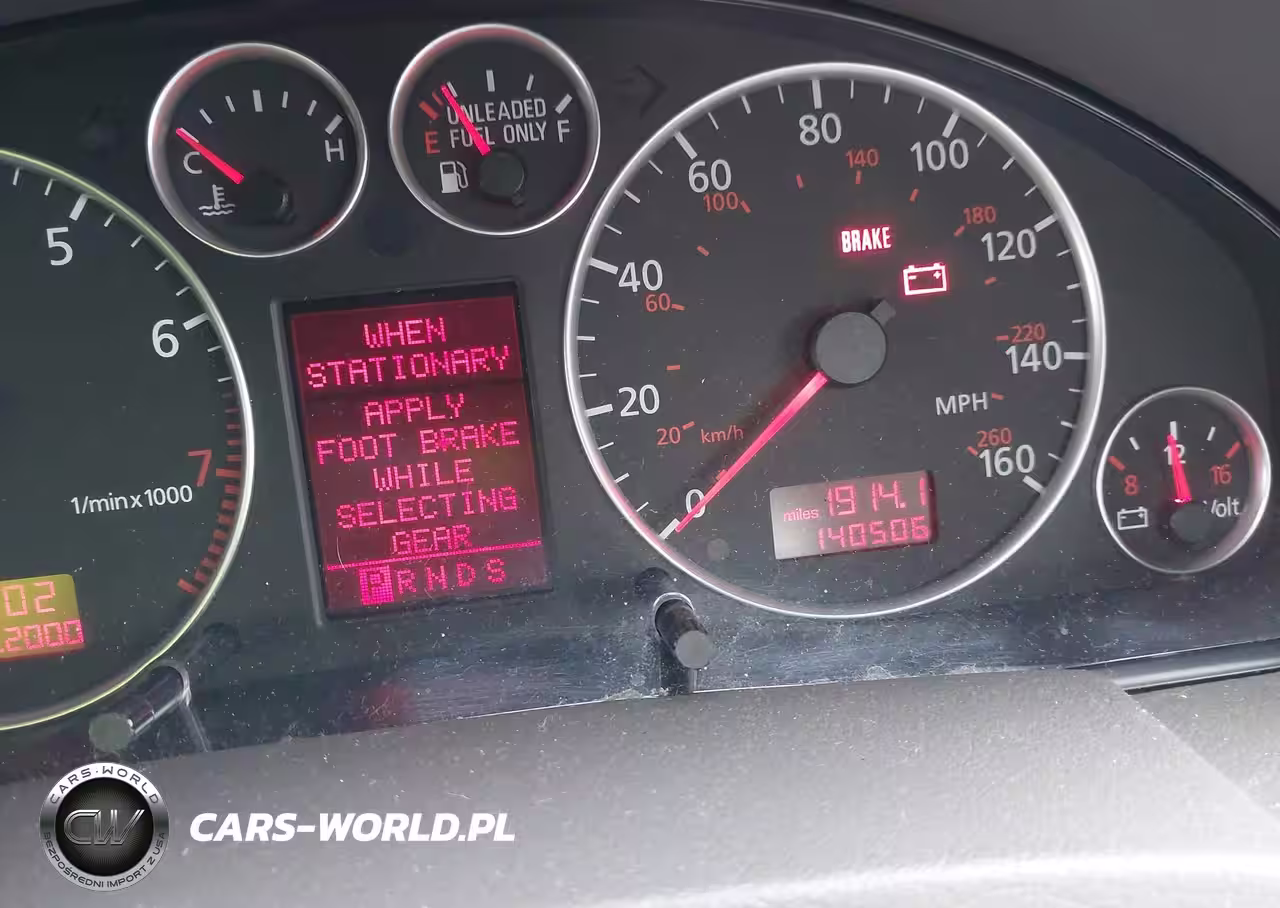 C
H
UNLEADED
E FUEL ONLY F
5
6
7
1/min x 1000
02
.2000
WHEN
STATIONARY
APPLY
FOOT BRAKE
WHILE
SELECTING
GEAR
PRNDS
0
20
40
60
80
100
120
140
160
MPH
20
km/h
60
100
140
180
220
260
BRAKE
miles 1914.1
140506
8
12
16
Volt
CARS-WORLD
CW
BEZPOŚREDNI IMPORT Z USA
CARS-WORLD.PL